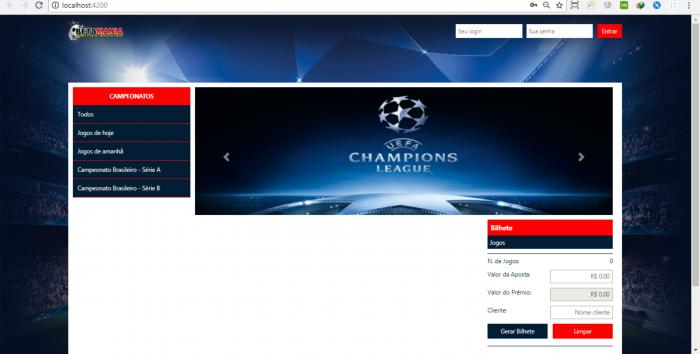 localhost:4200
BETSMANIA
Seu login
Sua senha
Entrar
CAMPEONATOS
Todos
Jogos de hoje
Jogos de amanhã
Campeonato Brasileiro - Série A
Campeonato Brasileiro - Série B
UEFA
CHAMPIONS
LEAGUE
Bilhete
Jogos
N. de Jogos: 0
Valor da Aposta: R$ 0.00
Valor do Prêmio: R$ 0.00
Cliente: Nome cliente
Gerar Bilhete Limpar